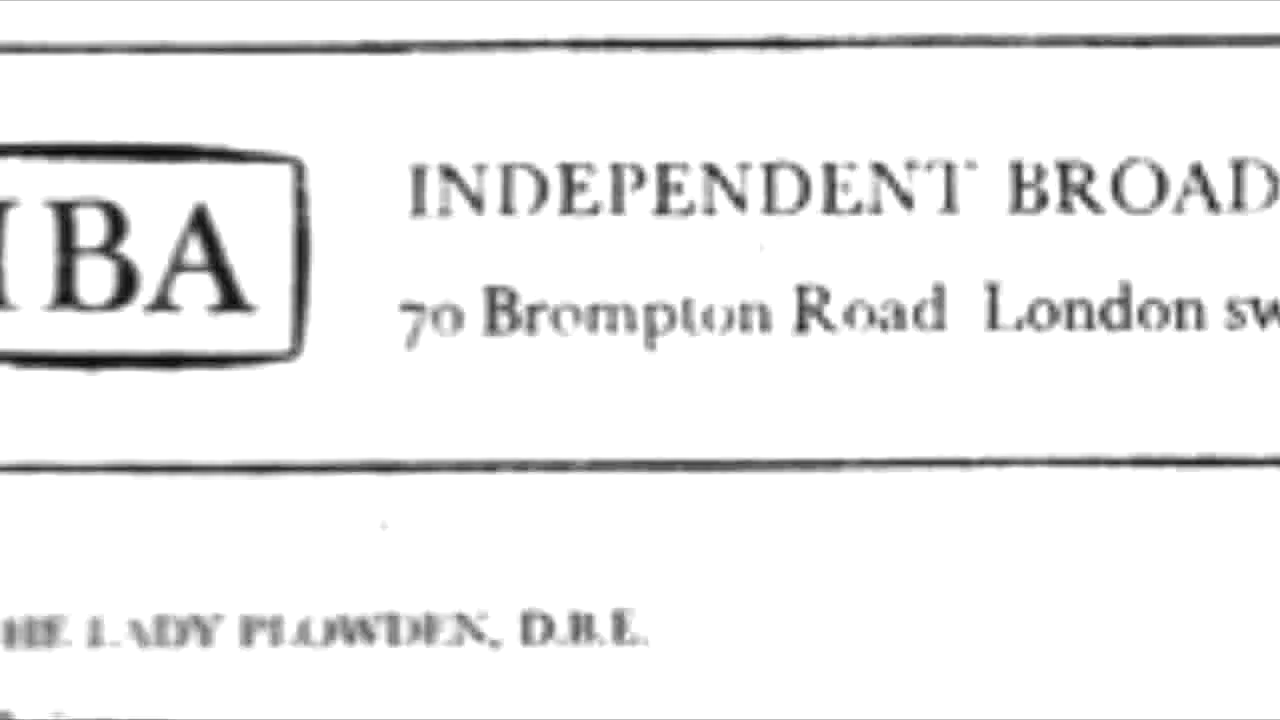 IBA
INDEPENDENT BROAD
70 Brompton Road London sw
HE LADY PLOWDEN, D.B.E.